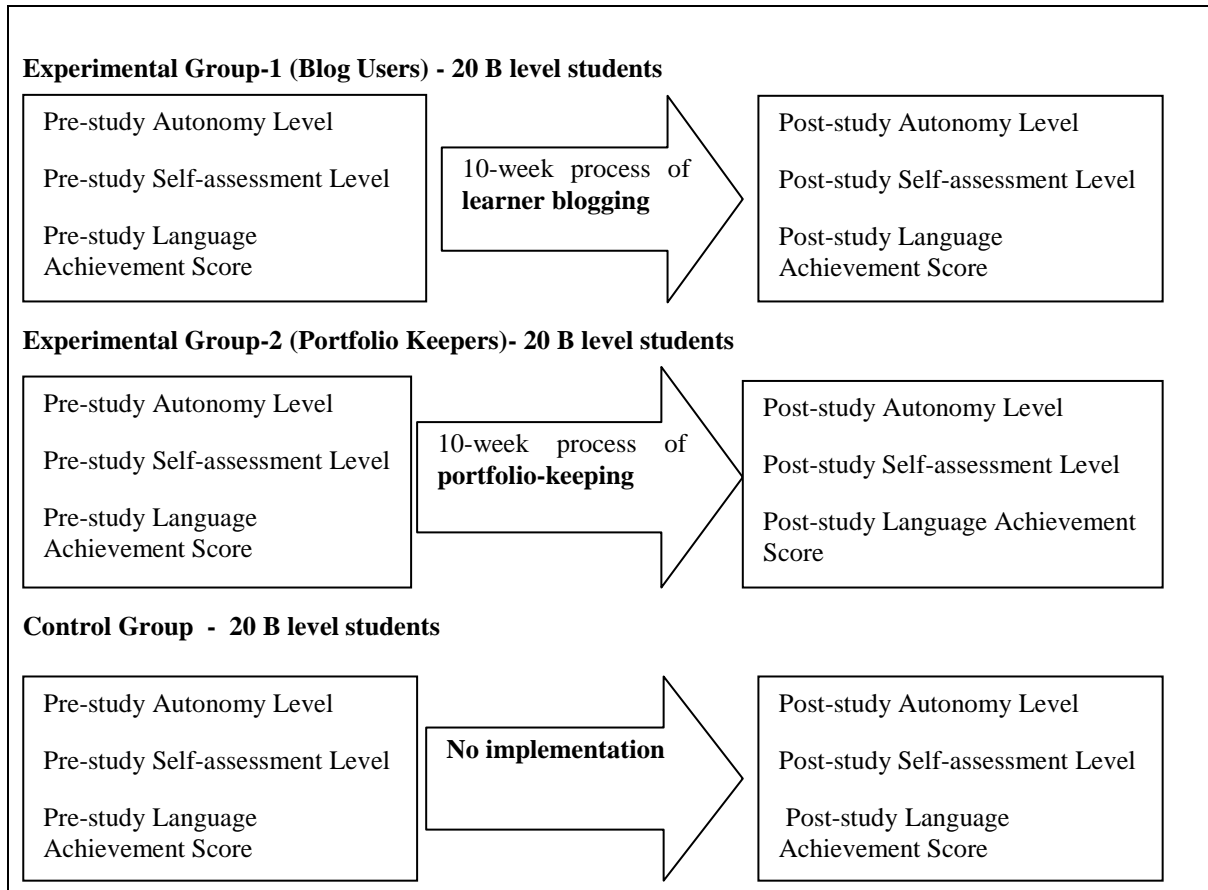 Experimental Group-1 (Blog Users) - 20 B level students
Pre-study Autonomy Level
Pre-study Self-assessment Level
Pre-study Language
Achievement Score
10-week process of
learner blogging
Post-study Autonomy Level
Post-study Self-assessment Level
Post-study Language
Achievement Score
Experimental Group-2 (Portfolio Keepers)- 20 B level students
Pre-study Autonomy Level
Pre-study Self-assessment Level
Pre-study Language
Achievement Score
10-week process of
portfolio-keeping
Post-study Autonomy Level
Post-study Self-assessment Level
Post-study Language Achievement
Score
Control Group - 20 B level students
Pre-study Autonomy Level
Pre-study Self-assessment Level
Pre-study Language
Achievement Score
No implementation
Post-study Autonomy Level
Post-study Self-assessment Level
Post-study Language
Achievement Score